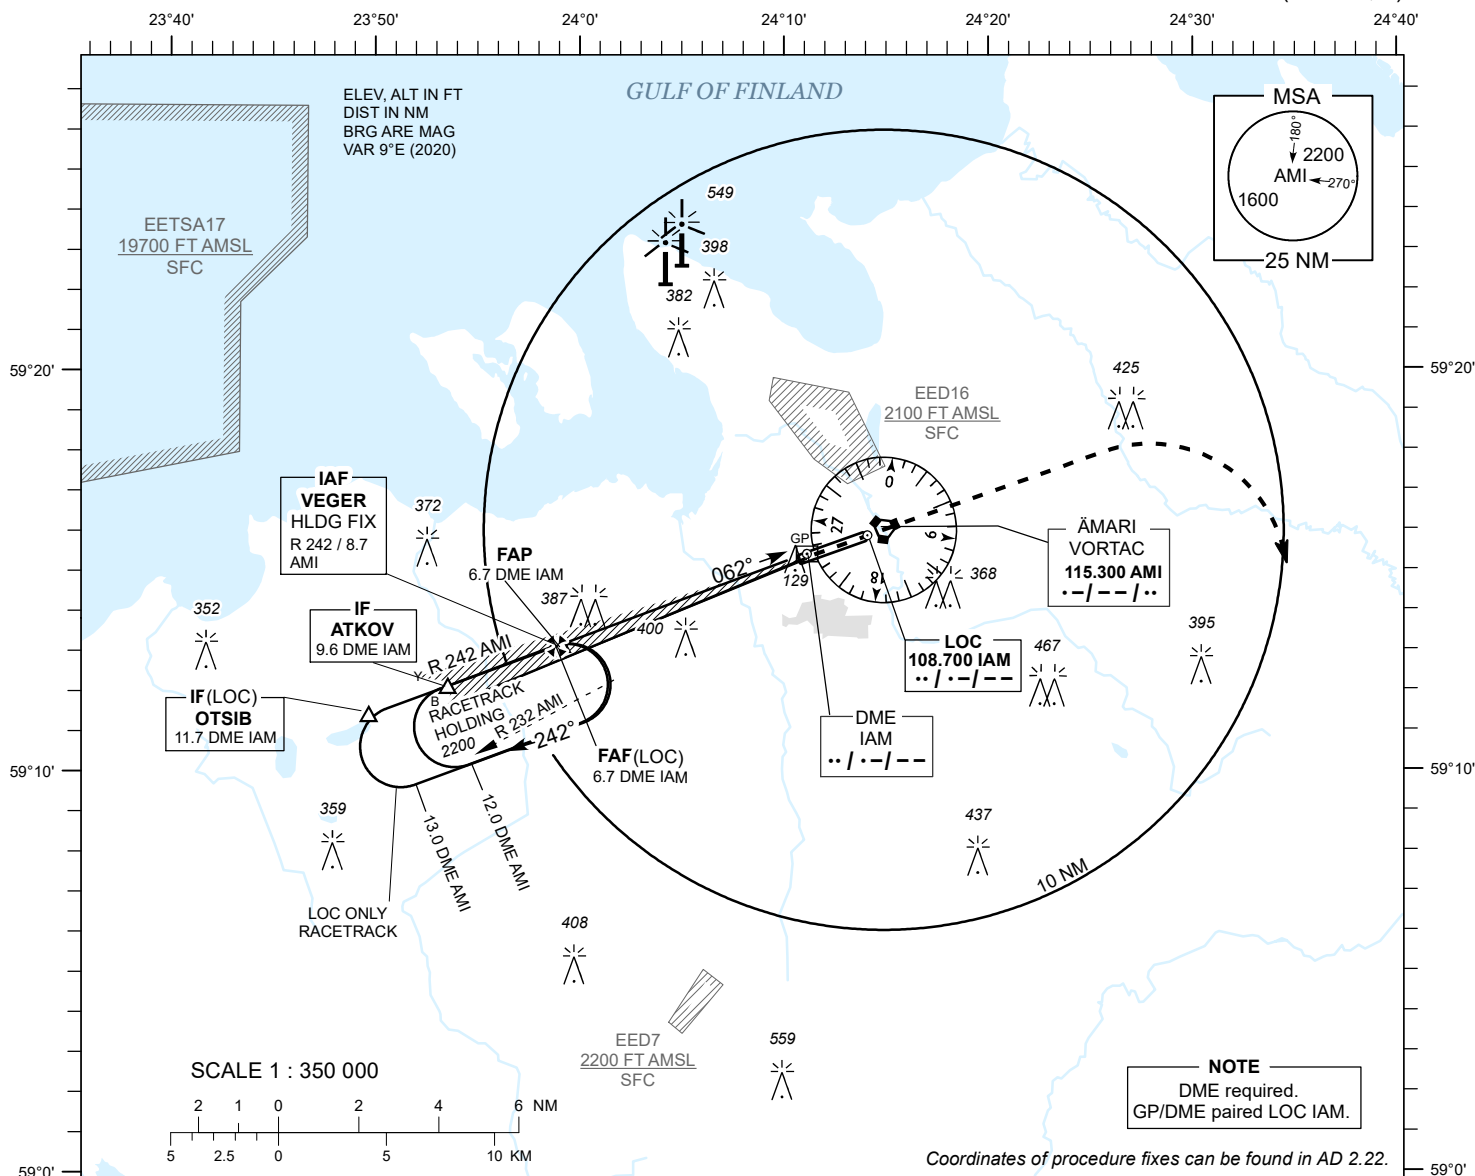 23°40'
23°50'
24°0'
24°10'
24°20'
24°30'
24°40'
ELEV, ALT IN FT
DIST IN NM
BRG ARE MAG
VAR 9°E (2020)
GULF OF FINLAND
MSA
180°
2200
AMI
270°
1600
25 NM
EETSA17
19700 FT AMSL
SFC
549
398
382
59°20'
59°20'
425
EED16
2100 FT AMSL
SFC
IAF
VEGER
HLDG FIX
R 242 / 8.7
AMI
372
FAP
6.7 DME IAM
062°
GP
129
0
27
9
18
ÄMARI
VORTAC
115.300 AMI
·–/––/··
368
387
400
352
IF
ATKOV
9.6 DME IAM
R 242 AMI
LOC
108.700 IAM
··/·–/––
467
395
IF(LOC)
OTSIB
11.7 DME IAM
B
RACETRACK
HOLDING
2200
R 232 AMI
242°
FAF(LOC)
6.7 DME IAM
DME
IAM
··/·–/––
59°10'
59°10'
359
13.0 DME AMI
12.0 DME AMI
437
10 NM
LOC ONLY
RACETRACK
408
EED7
2200 FT AMSL
SFC
559
SCALE 1 : 350 000
2 1 0 2 4 6 NM
5 2.5 0 5 10 KM
NOTE
DME required.
GP/DME paired LOC IAM.
Coordinates of procedure fixes can be found in AD 2.22.
59°0'
59°0'